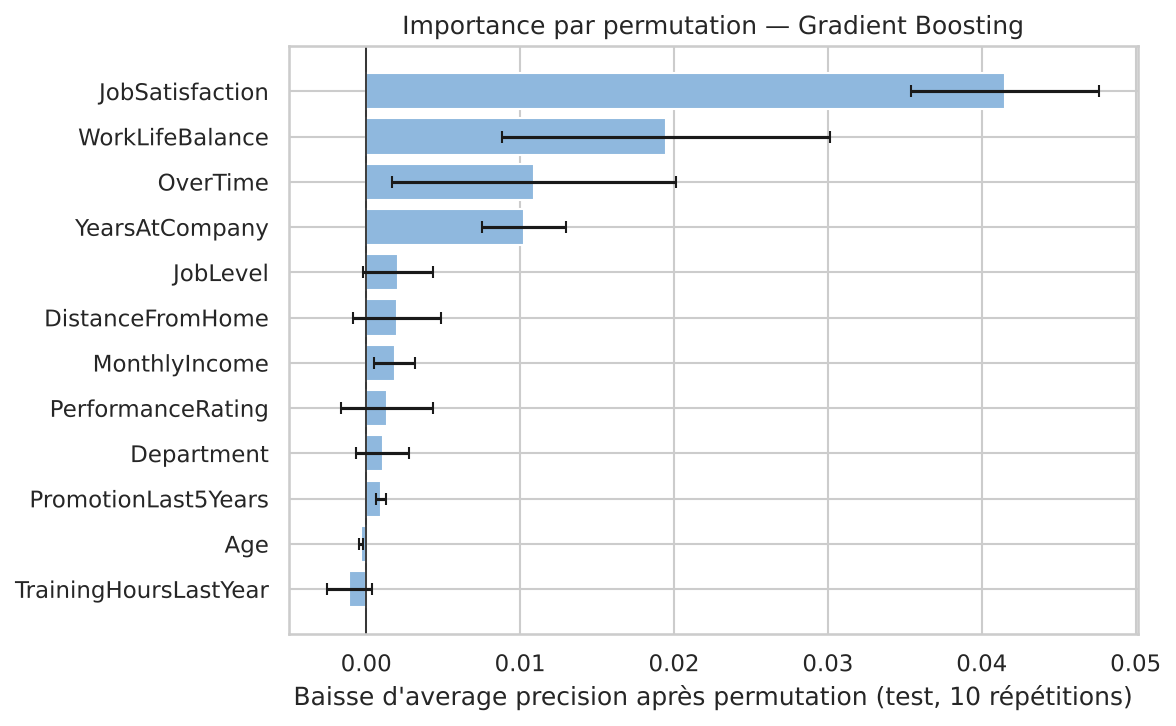 Importance par permutation — Gradient Boosting
JobSatisfaction
WorkLifeBalance
OverTime
YearsAtCompany
JobLevel
DistanceFromHome
MonthlyIncome
PerformanceRating
Department
PromotionLast5Years
Age
TrainingHoursLastYear
0.00 0.01 0.02 0.03 0.04 0.05
Baisse d'average precision après permutation (test, 10 répétitions)